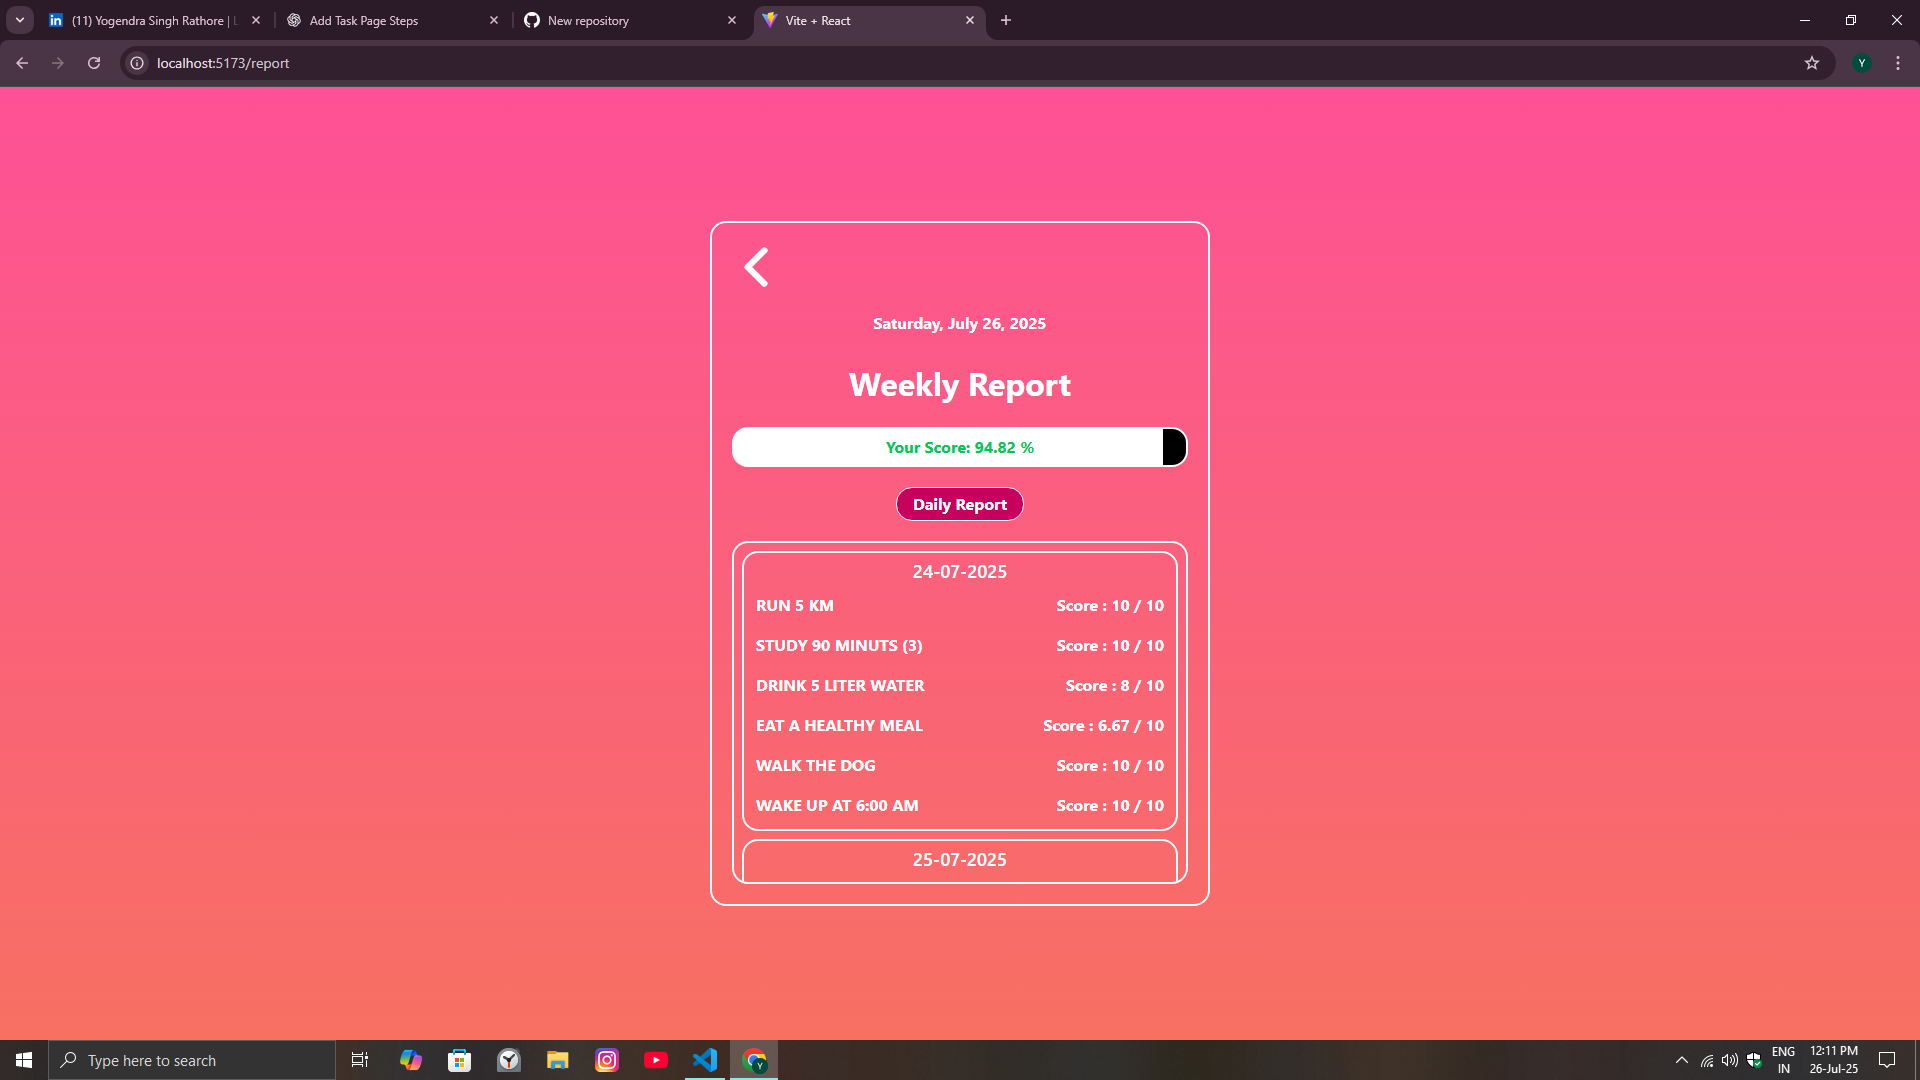 (11) Yogendra Singh Rathore | L
Add Task Page Steps
New repository
Vite + React
localhost:5173/report
Y
Saturday, July 26, 2025
Weekly Report
Your Score: 94.82 %
Daily Report
24-07-2025
RUN 5 KM Score : 10 / 10
STUDY 90 MINUTS (3) Score : 10 / 10
DRINK 5 LITER WATER Score : 8 / 10
EAT A HEALTHY MEAL Score : 6.67 / 10
WALK THE DOG Score : 10 / 10
WAKE UP AT 6:00 AM Score : 10 / 10
25-07-2025
Type here to search
Y
ENG
IN
12:11 PM
26-Jul-25